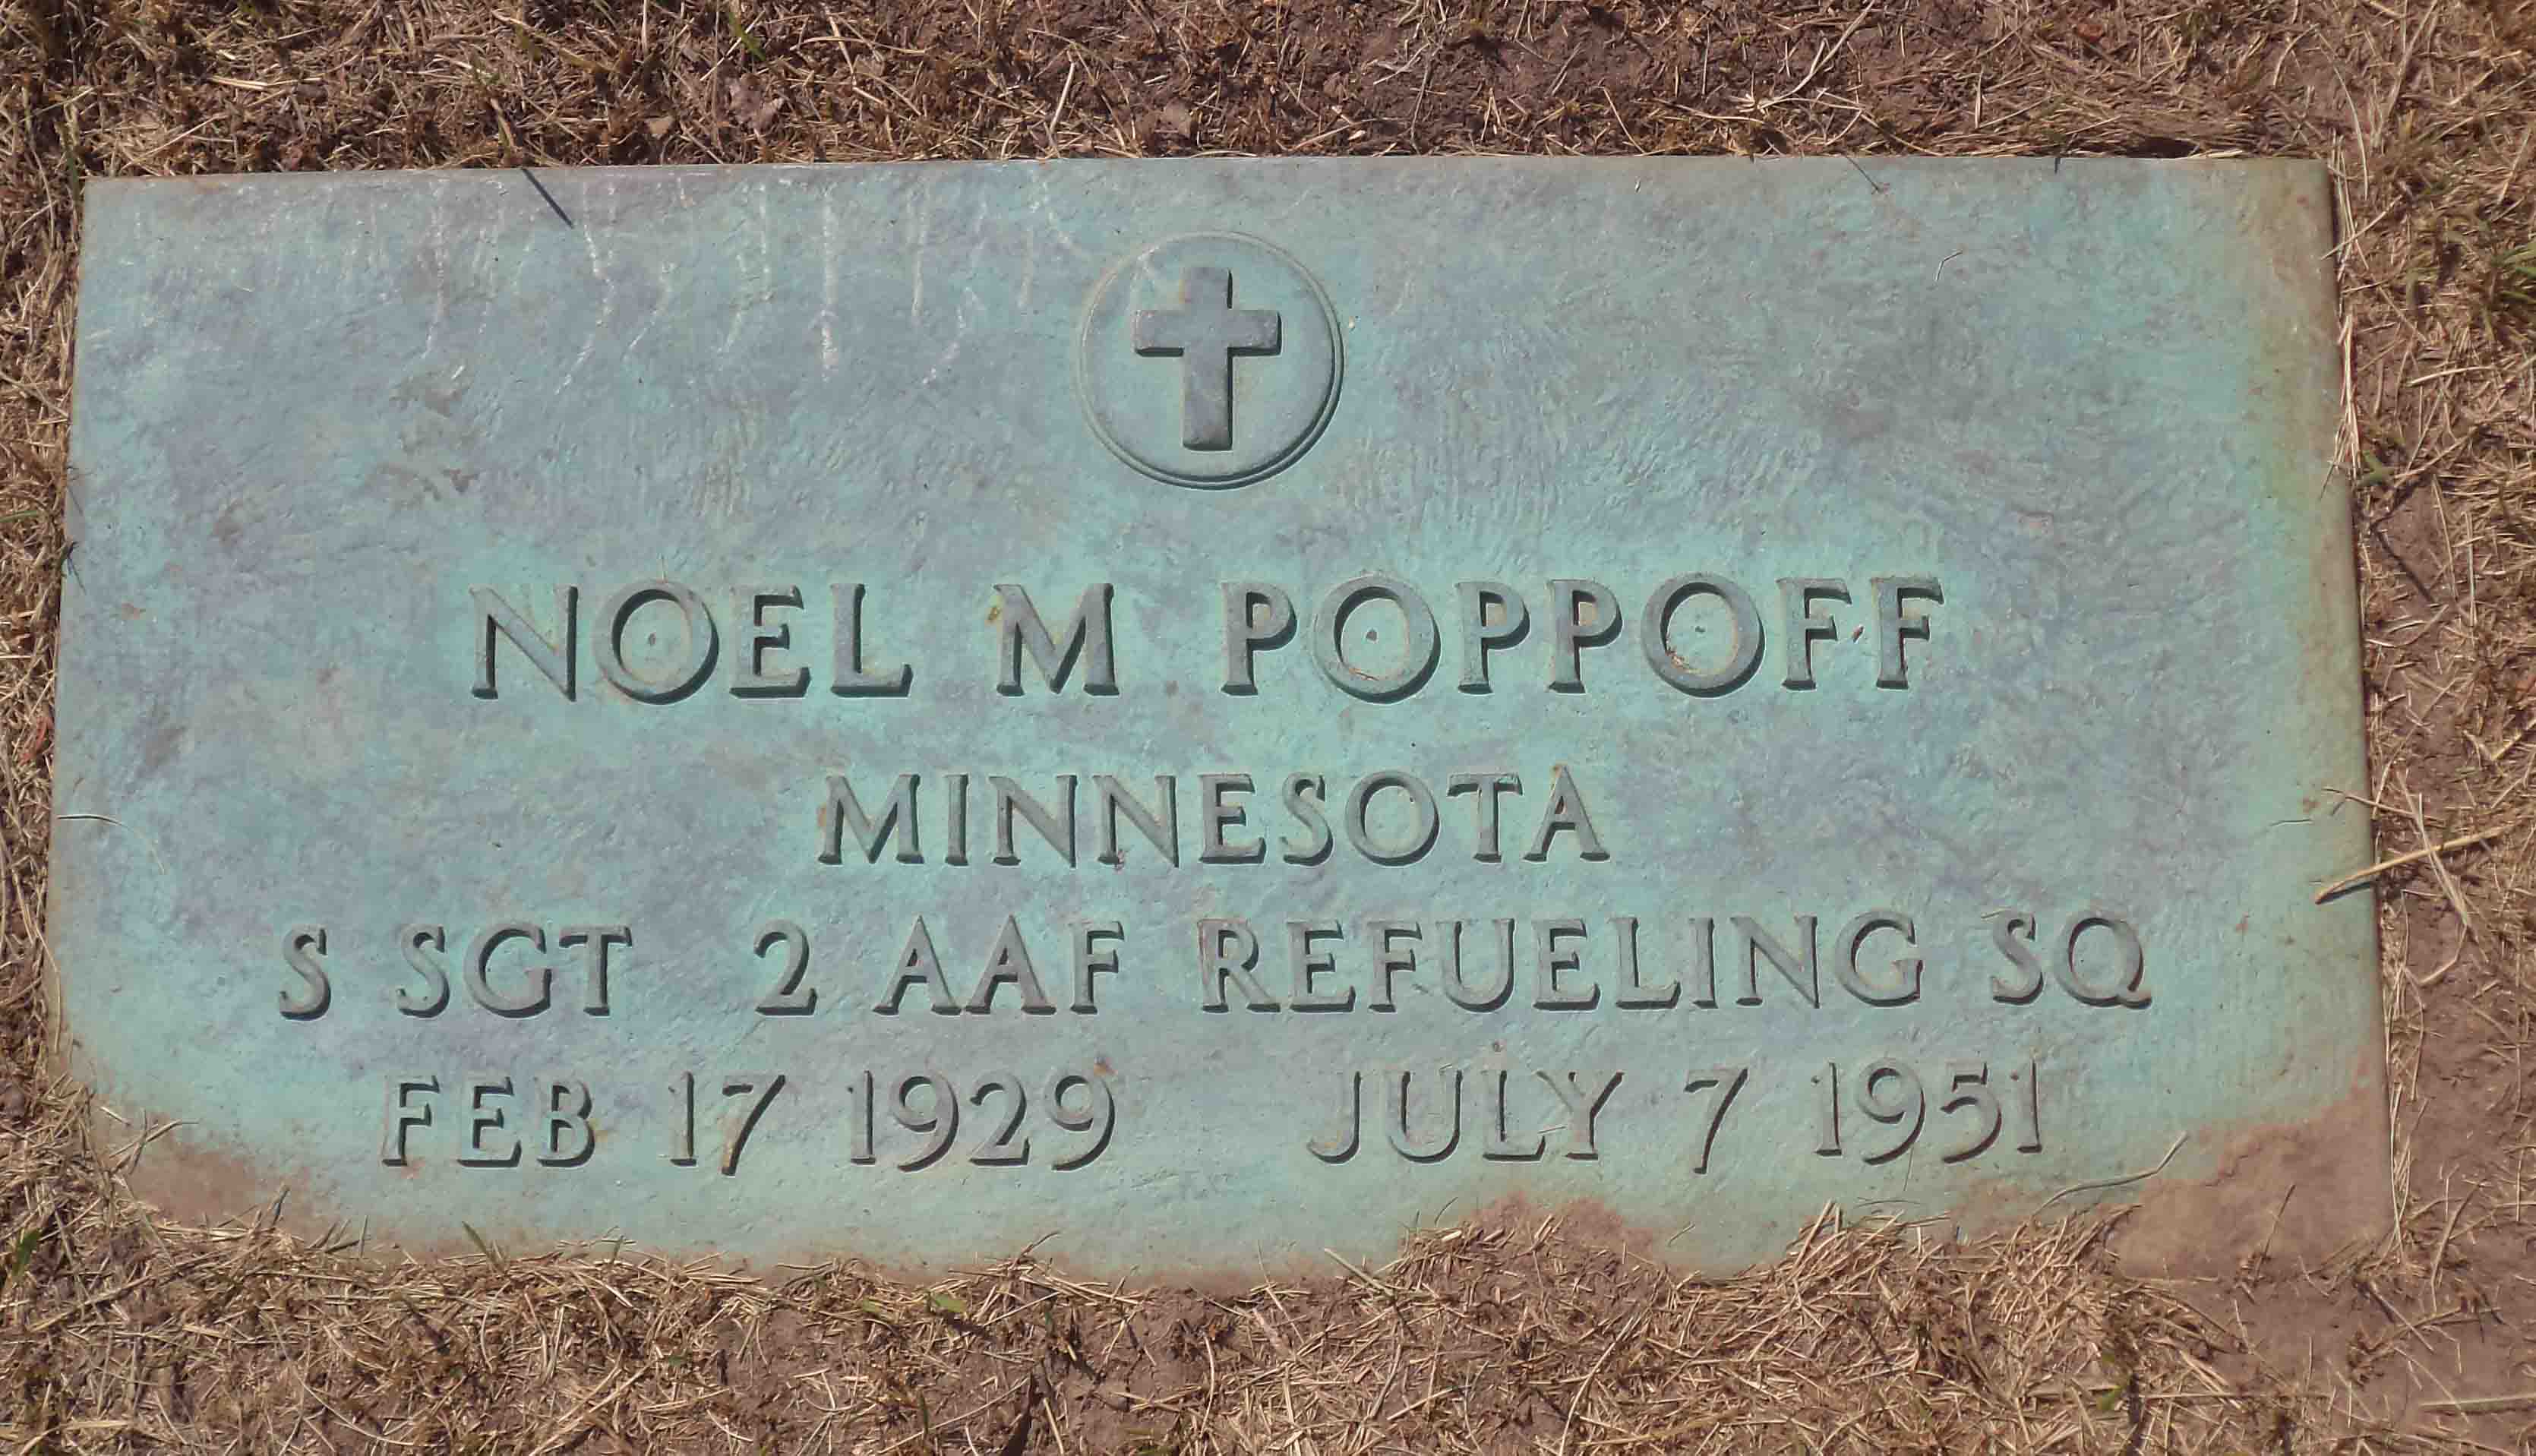 NOEL M POPPOFF
MINNESOTA
S SGT 2 AAF REFUELING SQ
FEB 17 1929 JULY 7 1951